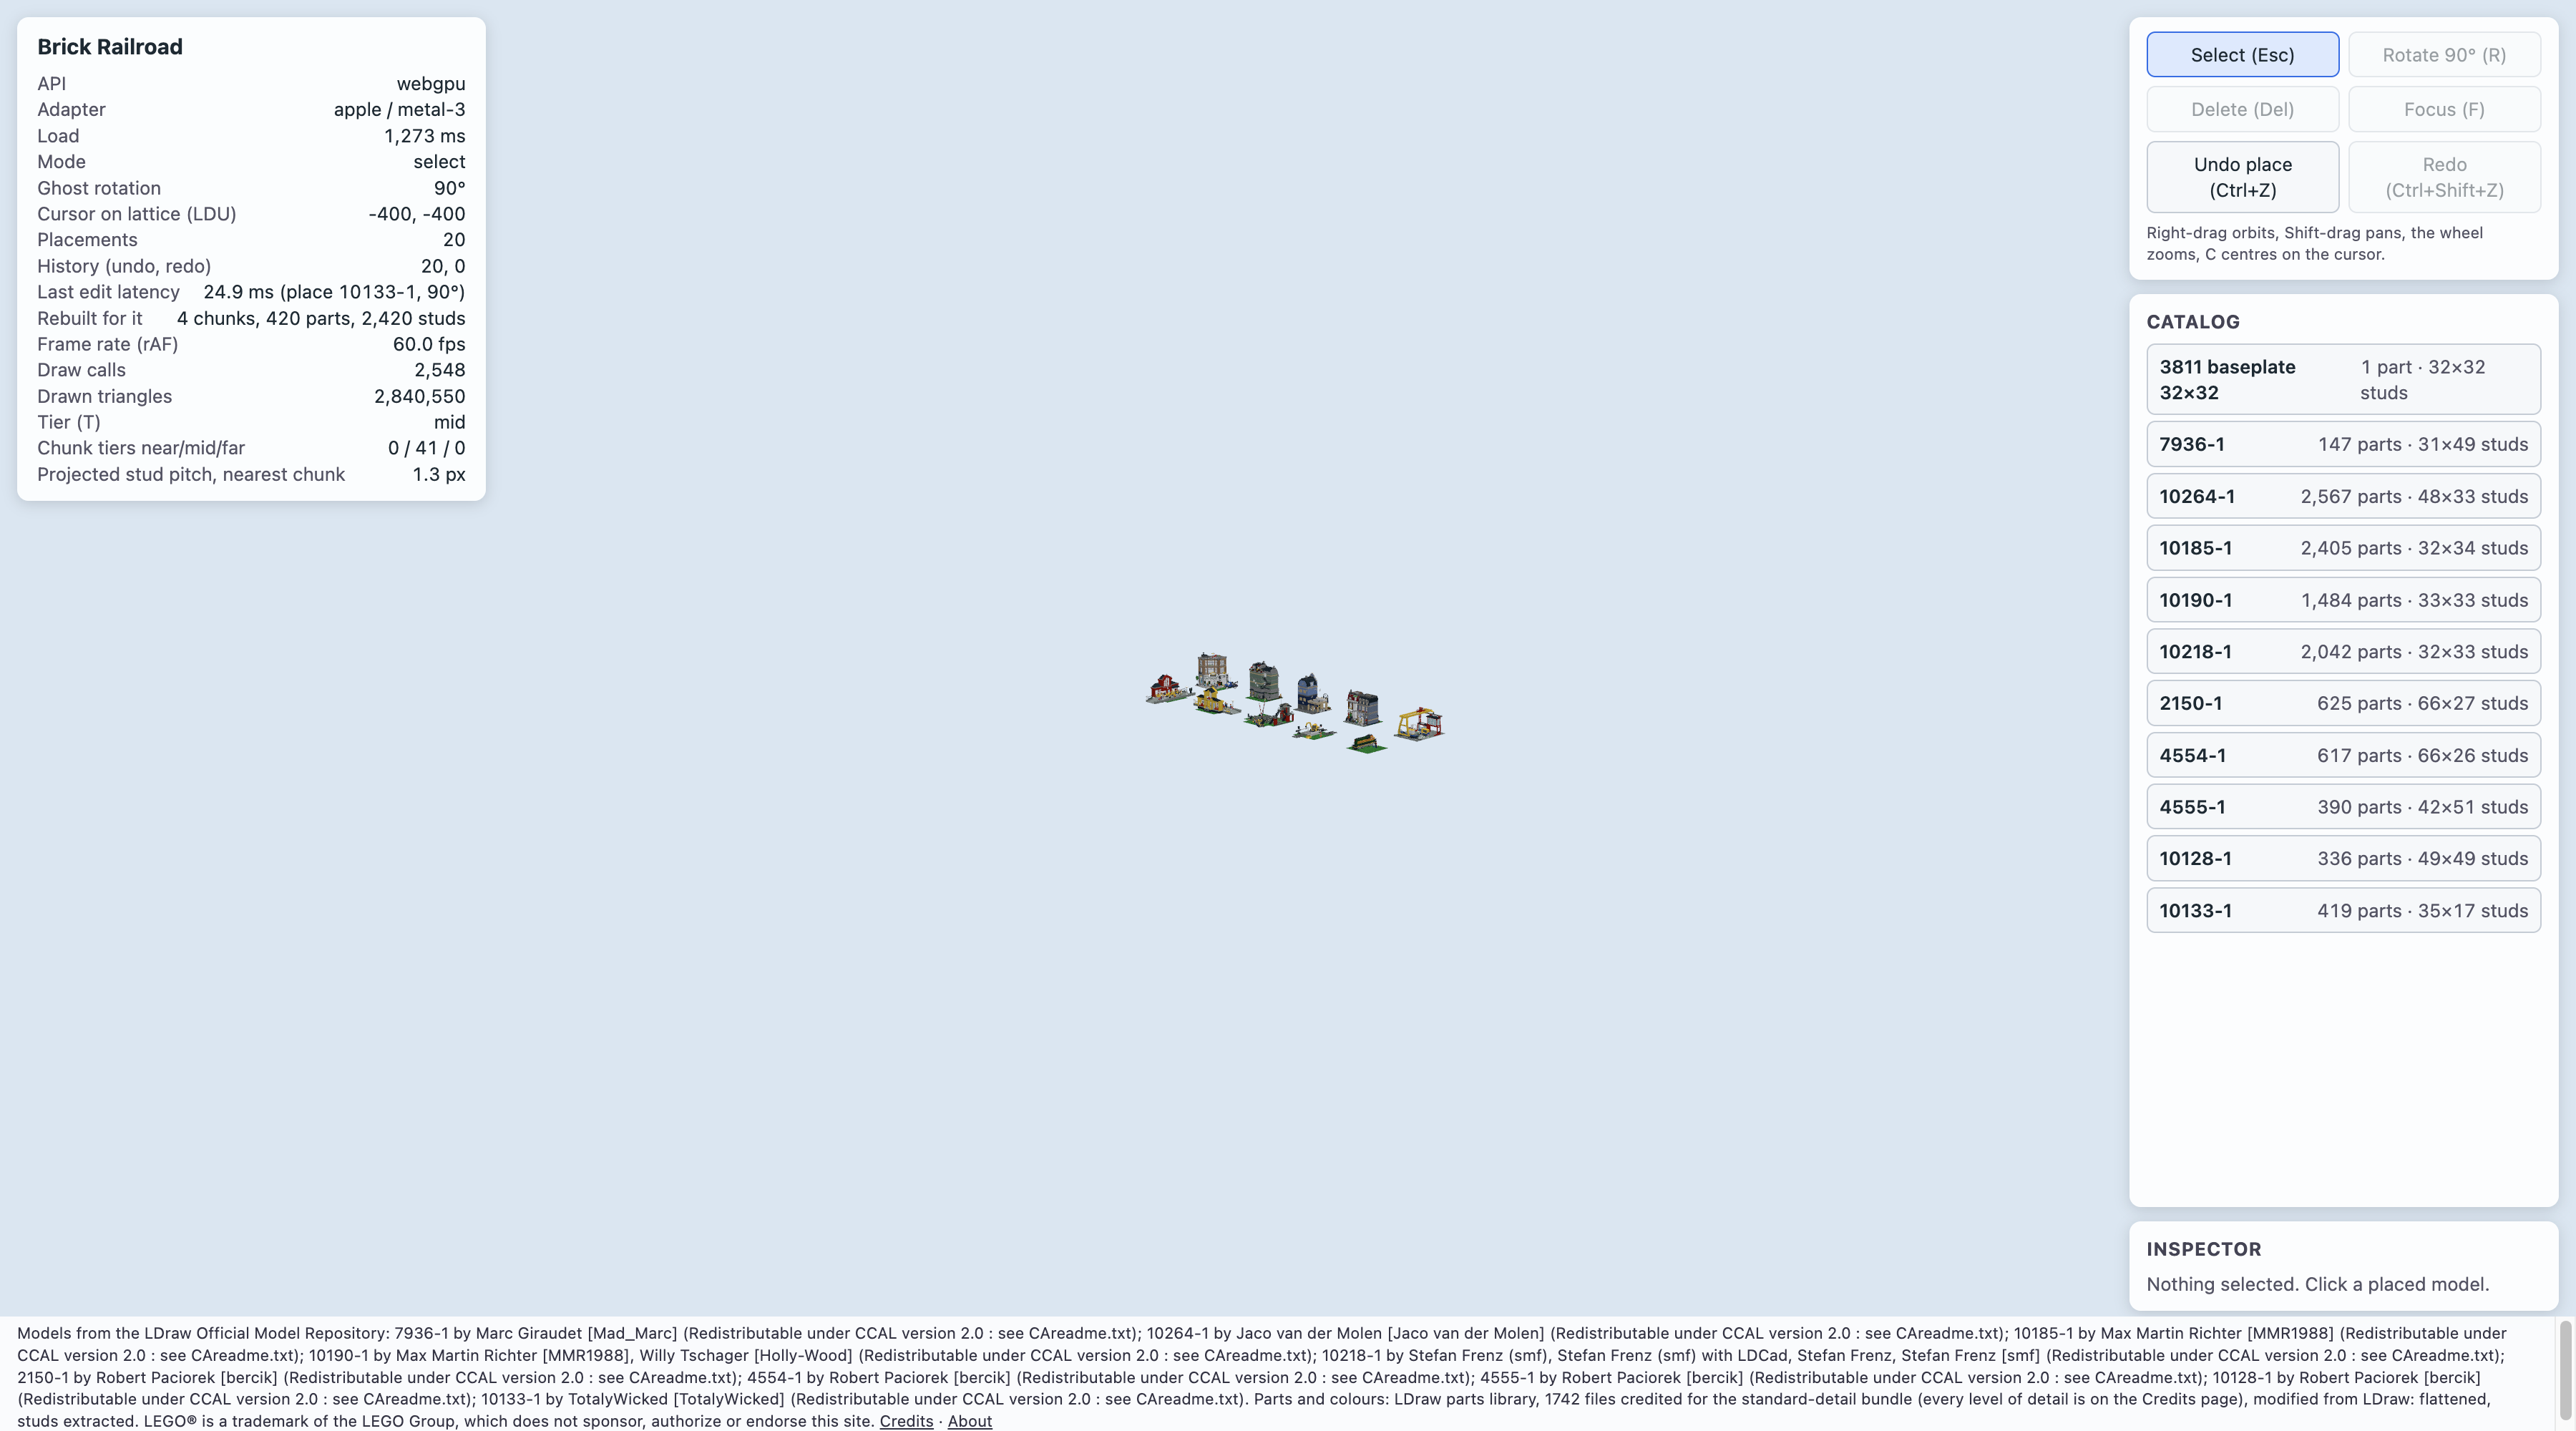 Brick Railroad
API webgpu
Adapter apple / metal-3
Load 1,273 ms
Mode select
Ghost rotation 90°
Cursor on lattice (LDU) -400, -400
Placements 20
History (undo, redo) 20, 0
Last edit latency 24.9 ms (place 10133-1, 90°)
Rebuilt for it 4 chunks, 420 parts, 2,420 studs
Frame rate (rAF) 60.0 fps
Draw calls 2,548
Drawn triangles 2,840,550
Tier (T) mid
Chunk tiers near/mid/far 0 / 41 / 0
Projected stud pitch, nearest chunk 1.3 px
Select (Esc)
Rotate 90° (R)
Delete (Del)
Focus (F)
Undo place
(Ctrl+Z)
Redo
(Ctrl+Shift+Z)
Right-drag orbits, Shift-drag pans, the wheel
zooms, C centres on the cursor.
CATALOG
3811 baseplate 1 part · 32×32
32×32 studs
7936-1 147 parts · 31×49 studs
10264-1 2,567 parts · 48×33 studs
10185-1 2,405 parts · 32×34 studs
10190-1 1,484 parts · 33×33 studs
10218-1 2,042 parts · 32×33 studs
2150-1 625 parts · 66×27 studs
4554-1 617 parts · 66×26 studs
4555-1 390 parts · 42×51 studs
10128-1 336 parts · 49×49 studs
10133-1 419 parts · 35×17 studs
INSPECTOR
Nothing selected. Click a placed model.
Models from the LDraw Official Model Repository: 7936-1 by Marc Giraudet [Mad_Marc] (Redistributable under CCAL version 2.0 : see CAreadme.txt); 10264-1 by Jaco van der Molen [Jaco van der Molen] (Redistributable under CCAL version 2.0 : see CAreadme.txt); 10185-1 by Max Martin Richter [MMR1988] (Redistributable under
CCAL version 2.0 : see CAreadme.txt); 10190-1 by Max Martin Richter [MMR1988], Willy Tschager [Holly-Wood] (Redistributable under CCAL version 2.0 : see CAreadme.txt); 10218-1 by Stefan Frenz (smf), Stefan Frenz (smf) with LDCad, Stefan Frenz, Stefan Frenz [smf] (Redistributable under CCAL version 2.0 : see CAreadme.txt);
2150-1 by Robert Paciorek [bercik] (Redistributable under CCAL version 2.0 : see CAreadme.txt); 4554-1 by Robert Paciorek [bercik] (Redistributable under CCAL version 2.0 : see CAreadme.txt); 4555-1 by Robert Paciorek [bercik] (Redistributable under CCAL version 2.0 : see CAreadme.txt); 10128-1 by Robert Paciorek [bercik]
(Redistributable under CCAL version 2.0 : see CAreadme.txt); 10133-1 by TotalyWicked [TotalyWicked] (Redistributable under CCAL version 2.0 : see CAreadme.txt). Parts and colours: LDraw parts library, 1742 files credited for the standard-detail bundle (every level of detail is on the Credits page), modified from LDraw: flattened,
studs extracted. LEGO® is a trademark of the LEGO Group, which does not sponsor, authorize or endorse this site. Credits · About